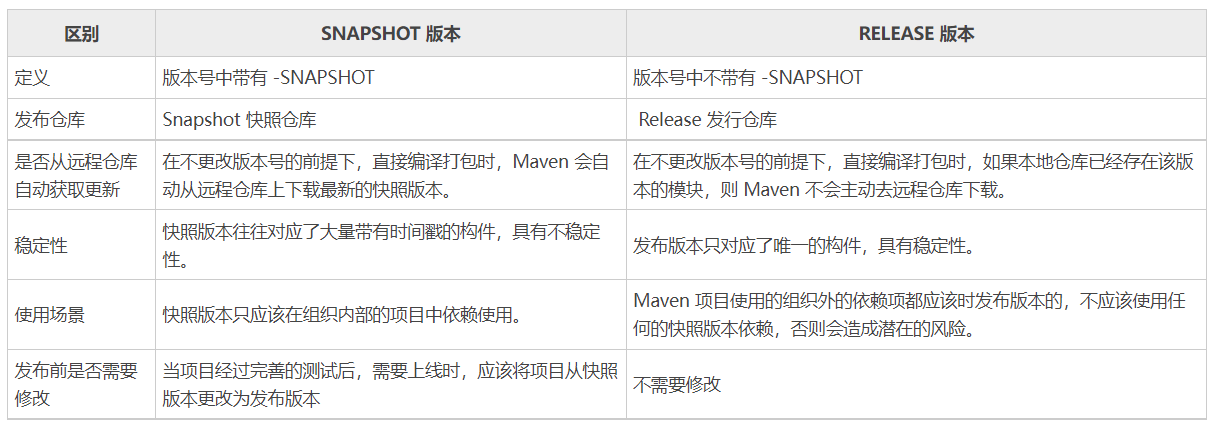 区别 SNAPSHOT 版本 RELEASE 版本
定义 版本号中带有 -SNAPSHOT 版本号中不带有 -SNAPSHOT
发布仓库 Snapshot 快照仓库 Release 发行仓库
是否从远程仓库
自动获取更新
在不更改版本号的前提下，直接编译打包时，Maven 会自
动从远程仓库上下载最新的快照版本。
在不更改版本号的前提下，直接编译打包时，如果本地仓库已经存在该版
本的模块，则 Maven 不会主动去远程仓库下载。
稳定性
快照版本往往对应了大量带有时间戳的构件，具有不稳定
性。
发布版本只对应了唯一的构件，具有稳定性。
使用场景
快照版本只应该在组织内部的项目中依赖使用。
Maven 项目使用的组织外的依赖项都应该时发布版本的，不应该使用任
何的快照版本依赖，否则会造成潜在的风险。
发布前是否需要
修改
当项目经过完善的测试后，需要上线时，应该将项目从快照
版本更改为发布版本
不需要修改